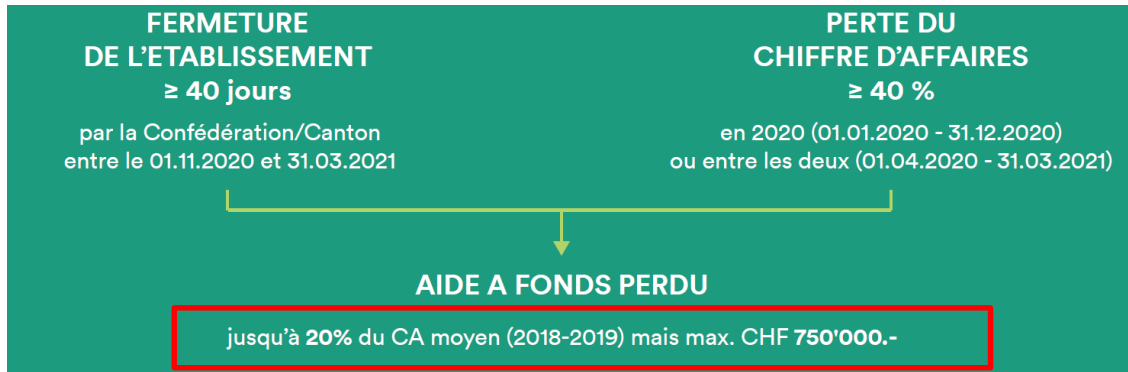 FERMETURE
DE L'ETABLISSEMENT
≥ 40 jours
par la Confédération/Canton
entre le 01.11.2020 et 31.03.2021
PERTE DU
CHIFFRE D'AFFAIRES
≥ 40 %
en 2020 (01.01.2020 - 31.12.2020)
ou entre les deux (01.04.2020 - 31.03.2021)
AIDE A FONDS PERDU
jusqu'à 20% du CA moyen (2018-2019) mais max. CHF 750'000.-